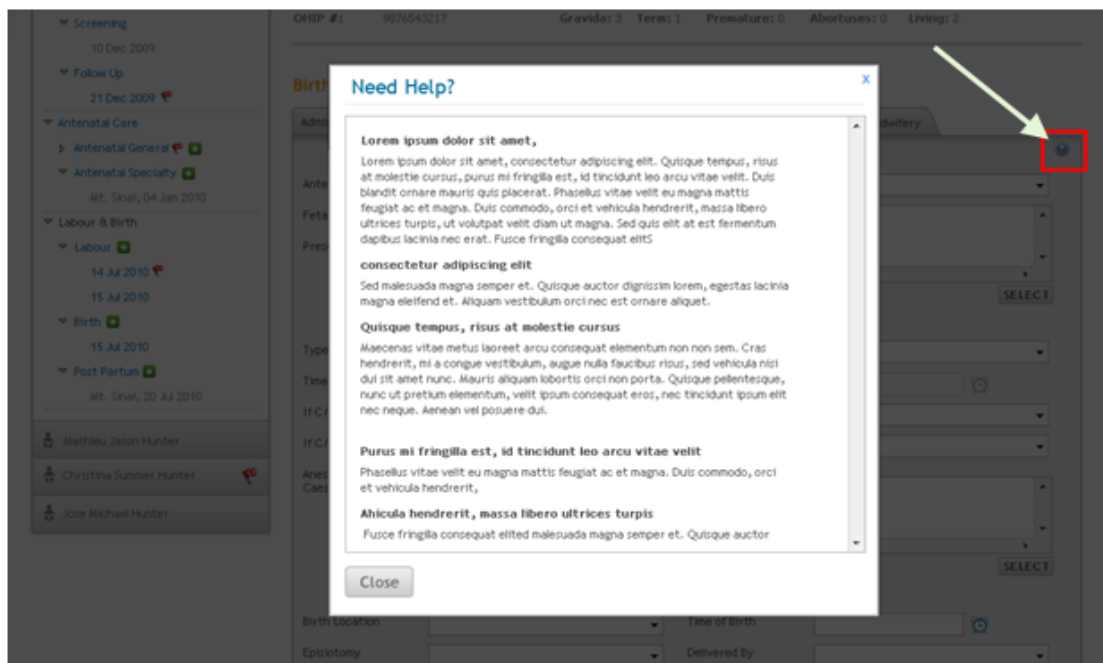 Screening
OHIP #: 9876543217 Gravida: 3 Term: 1 Premature: 0 Abortuses: 0 Living: 2
10 Dec 2009
Follow Up
21 Dec 2009
Antenatal Care
Antenatal General
Antenatal Specialty
Mt. Sinai, 04 Jan 2010
Labour & Birth
Labour
14 Jul 2010
15 Jul 2010
Birth
15 Jul 2010
Post Partum
Mt. Sinai, 20 Jul 2010
Mathieu Jason Hunter
Christina Summer Hunter
Jose Michael Hunter
Birth
Need Help?
x
Lorem ipsum dolor sit amet,
Lorem ipsum dolor sit amet, consectetur adipiscing elit. Quisque tempus, risus
at molestie cursus, purus mi fringilla est, id tincidunt leo arcu vitae velit. Duis
blandit ornare mauris quis placerat. Phasellus vitae velit eu magna mattis
feugiat ac et magna. Duis commodo, orci et vehicula hendrerit, massa libero
ultrices turpis, ut volutpat velit diam ut magna. Sed quis elit at est fermentum
dapibus lacinia nec erat. Fusce fringilla consequat elitS
consectetur adipiscing elit
Sed malesuada magna semper et. Quisque auctor dignissim lorem, egestas lacinia
magna eleifend et. Aliquam vestibulum orci nec est ornare aliquet.
Quisque tempus, risus at molestie cursus
Maecenas vitae metus laoreet arcu consequat elementum non non sem. Cras
hendrerit, mi a congue vestibulum, augue nulla faucibus risus, sed vehicula nisi
dui sit amet nunc. Mauris aliquam lobortis orci non porta. Quisque pellentesque,
nunc ut pretium elementum, velit ipsum consequat eros, nec tincidunt ipsum elit
nec neque. Aenean vel posuere dui.
Purus mi fringilla est, id tincidunt leo arcu vitae velit
Phasellus vitae velit eu magna mattis feugiat ac et magna. Duis commodo, orci
et vehicula hendrerit,
Ahicula hendrerit, massa libero ultrices turpis
Fusce fringilla consequat elited malesuada magna semper et. Quisque auctor
Close
SELECT
Type
Time
If C/
If C/
SELECT
Birth Location
Time of Birth
Episiotomy
Delivered By